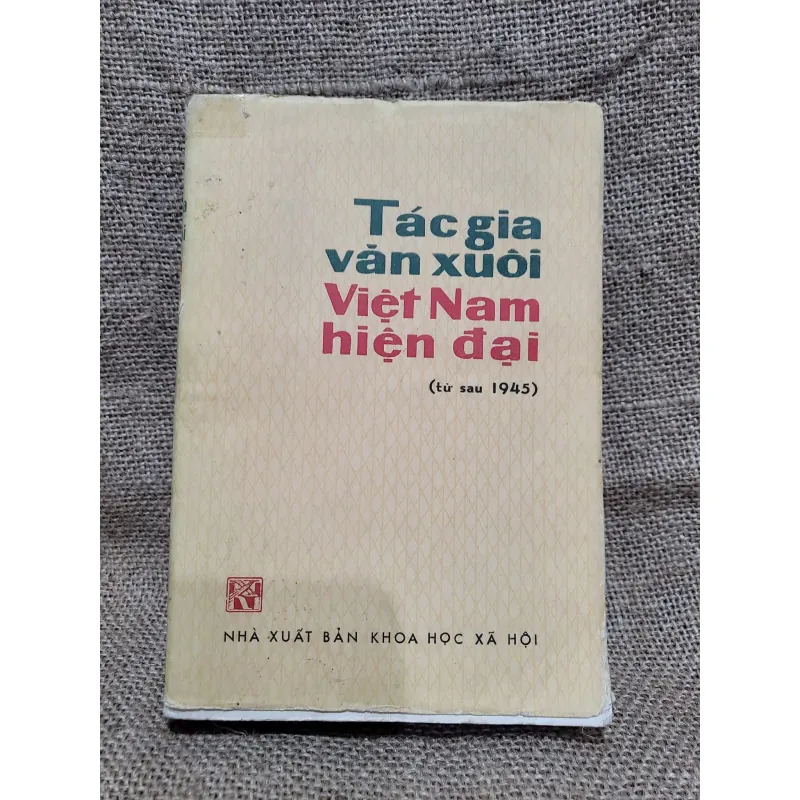 Tác gia
văn xuôi
Việt Nam
hiện đại
(từ sau 1945)
NHÀ XUẤT BẢN KHOA HỌC XÃ HỘI